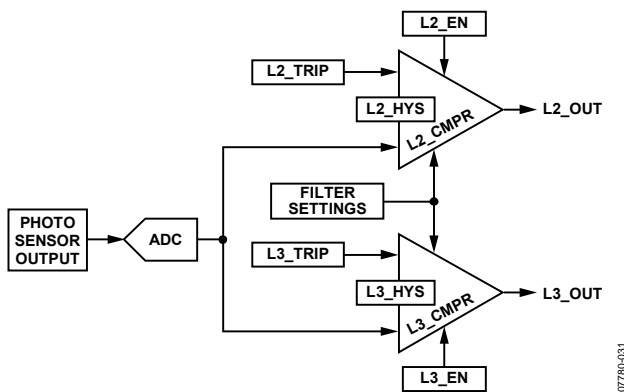 L2_EN
L2_TRIP
L2_HYS
L2_CMPR
L2_OUT
FILTER
SETTINGS
PHOTO
SENSOR
OUTPUT
ADC
L3_TRIP
L3_HYS
L3_CMPR
L3_OUT
L3_EN
07780-031